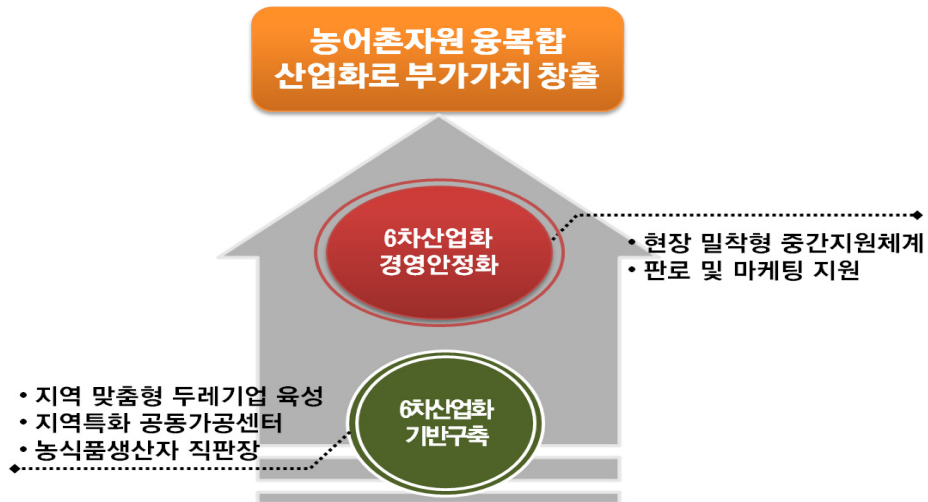 농어촌자원 융복합
산업화로 부가가치 창출
6차산업화
경영안정화
• 현장 밀착형 중간지원체계
• 판로 및 마케팅 지원
• 지역 맞춤형 두레기업 육성
• 지역특화 공동가공센터
• 농식품생산자 직판장
6차산업화
기반구축